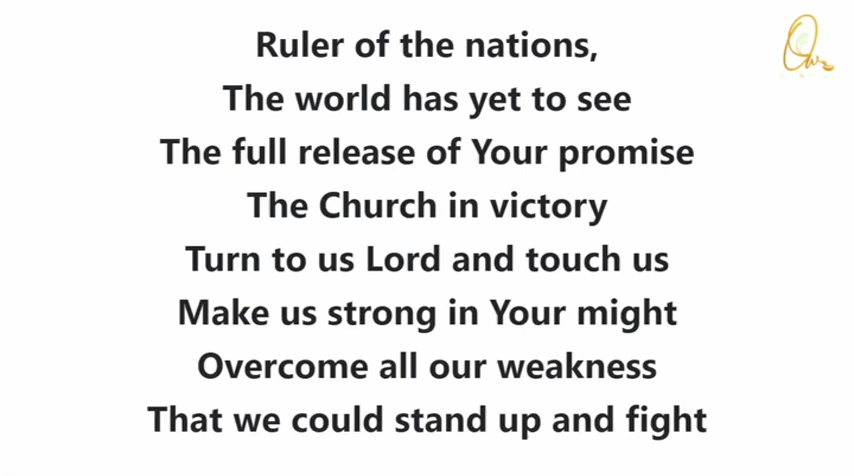 Ruler of the nations,
The world has yet to see
The full release of Your promise
The Church in victory
Turn to us Lord and touch us
Make us strong in Your might
Overcome all our weakness
That we could stand up and fight